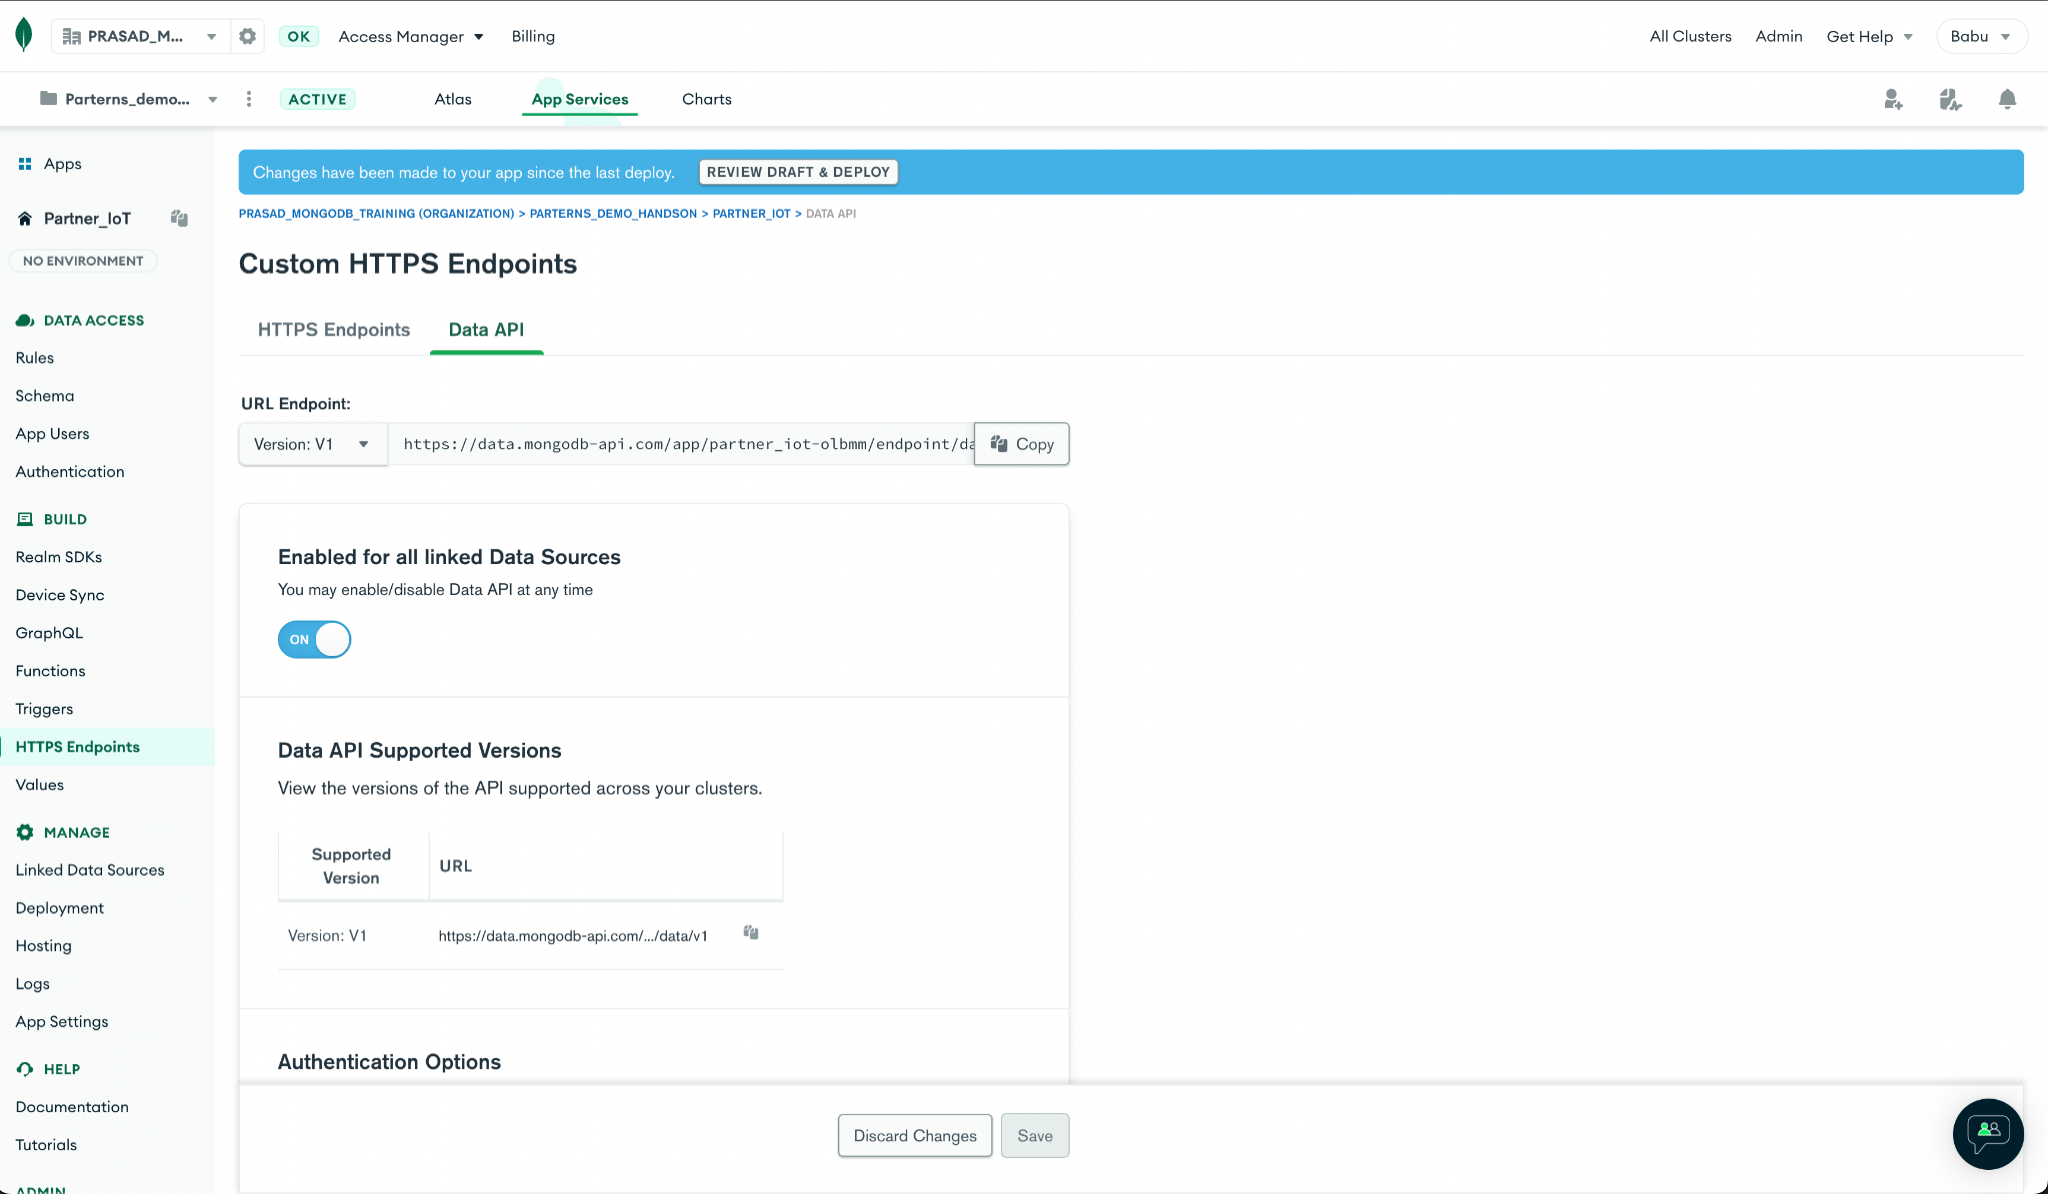 PRASAD_M...
OK
Access Manager
Billing
All Clusters
Admin
Get Help
Babu
Parterns_demo...
ACTIVE
Atlas
App Services
Charts
Apps
Partner_IoT
NO ENVIRONMENT
DATA ACCESS
Rules
Schema
App Users
Authentication
BUILD
Realm SDKs
Device Sync
GraphQL
Functions
Triggers
HTTPS Endpoints
Values
MANAGE
Linked Data Sources
Deployment
Hosting
Logs
App Settings
HELP
Documentation
Tutorials
ADMIN
Changes have been made to your app since the last deploy.
REVIEW DRAFT & DEPLOY
PRASAD_MONGODB_TRAINING (ORGANIZATION) > PARTERNS_DEMO_HANDSON > PARTNER_IOT > DATA API
Custom HTTPS Endpoints
HTTPS Endpoints
Data API
URL Endpoint:
Version: V1
https://data.mongodb-api.com/app/partner_iot-olbmm/endpoint/da
Copy
Enabled for all linked Data Sources
You may enable/disable Data API at any time
ON
Data API Supported Versions
View the versions of the API supported across your clusters.
Supported
Version
URL
Version: V1
https://data.mongodb-api.com/.../data/v1
Authentication Options
Discard Changes
Save